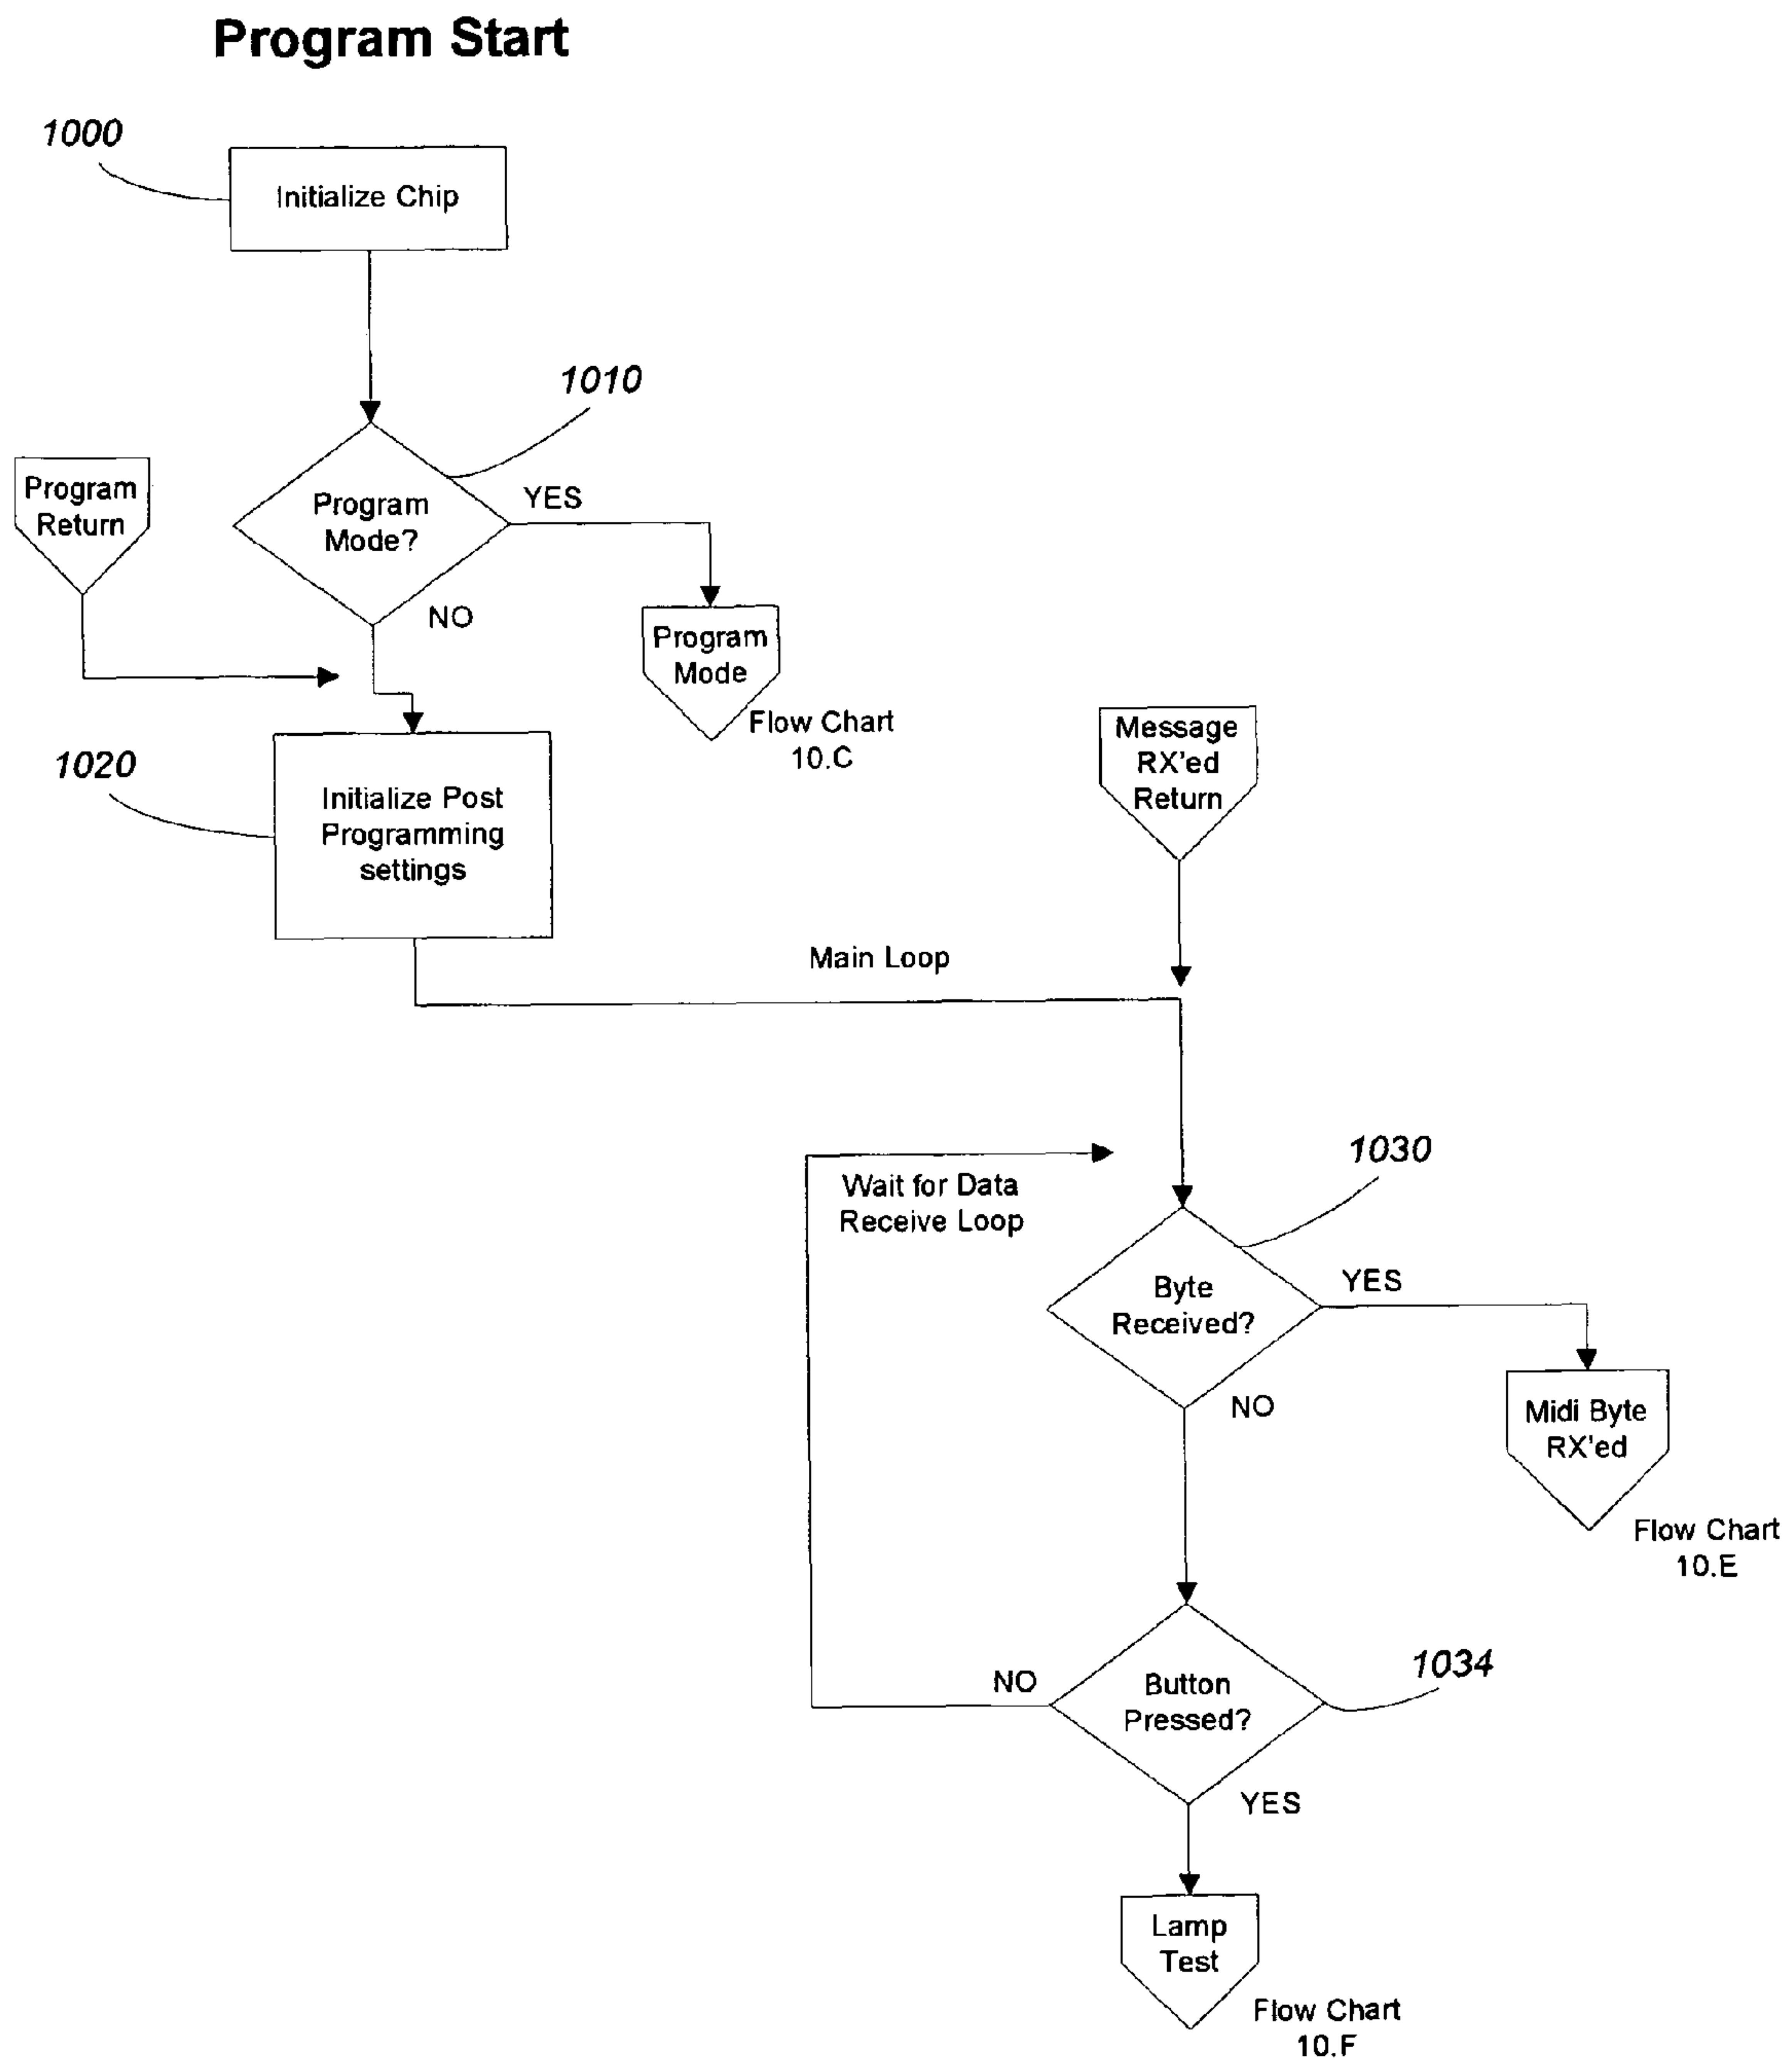 Program Start
1000
Initialize Chip
1010
Program
Return
Program
Mode?
YES
NO
Program
Mode
Flow Chart
10.C
1020
Initialize Post
Programming
settings
Message
RX'ed
Return
Main Loop
Wait for Data
Receive Loop
1030
Byte
Received?
YES
NO
Midi Byte
RX'ed
Flow Chart
10.E
1034
Button
Pressed?
NO
YES
Lamp
Test
Flow Chart
10.F